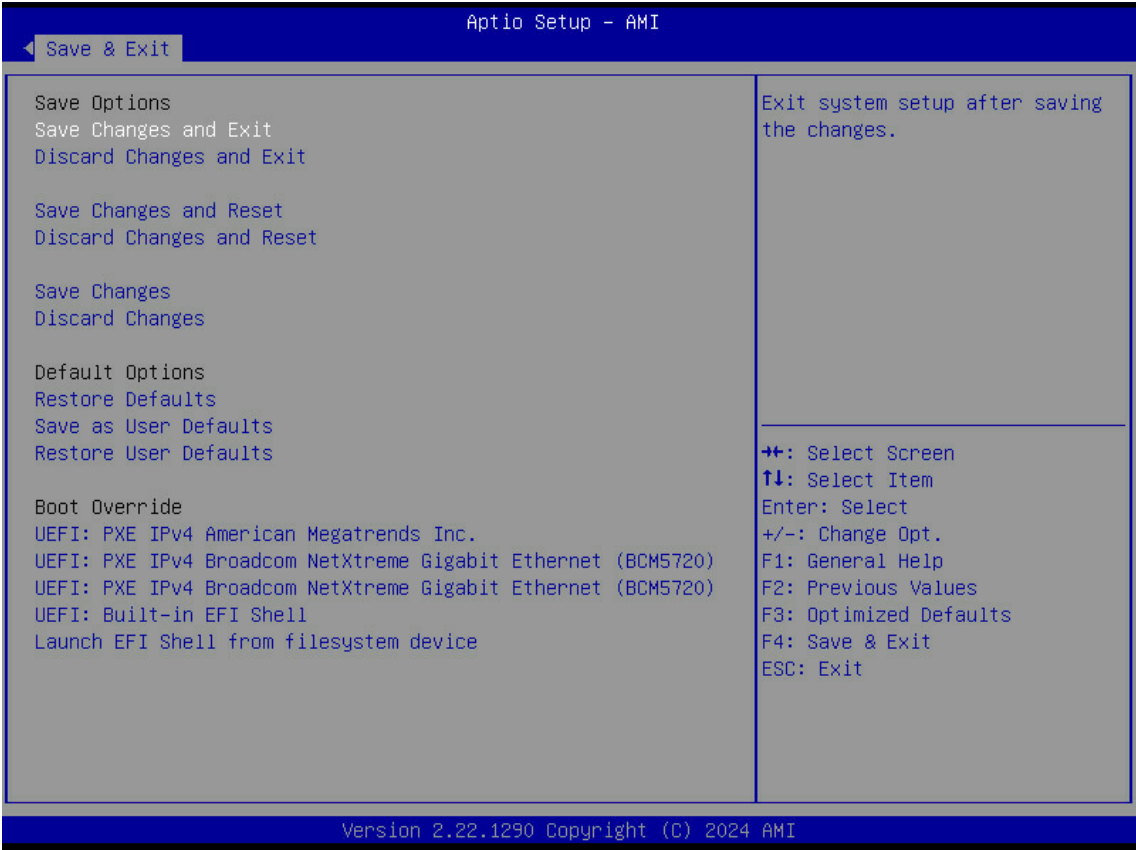 Aptio Setup – AMI
Save & Exit
Save Options
Save Changes and Exit
Discard Changes and Exit
Save Changes and Reset
Discard Changes and Reset
Save Changes
Discard Changes
Default Options
Restore Defaults
Save as User Defaults
Restore User Defaults
Boot Override
UEFI: PXE IPv4 American Megatrends Inc.
UEFI: PXE IPv4 Broadcom NetXtreme Gigabit Ethernet (BCM5720)
UEFI: PXE IPv4 Broadcom NetXtreme Gigabit Ethernet (BCM5720)
UEFI: Built-in EFI Shell
Launch EFI Shell from filesystem device
Exit system setup after saving
the changes.
→←: Select Screen
↑↓: Select Item
Enter: Select
+/-: Change Opt.
F1: General Help
F2: Previous Values
F3: Optimized Defaults
F4: Save & Exit
ESC: Exit
Version 2.22.1290 Copyright (C) 2024 AMI